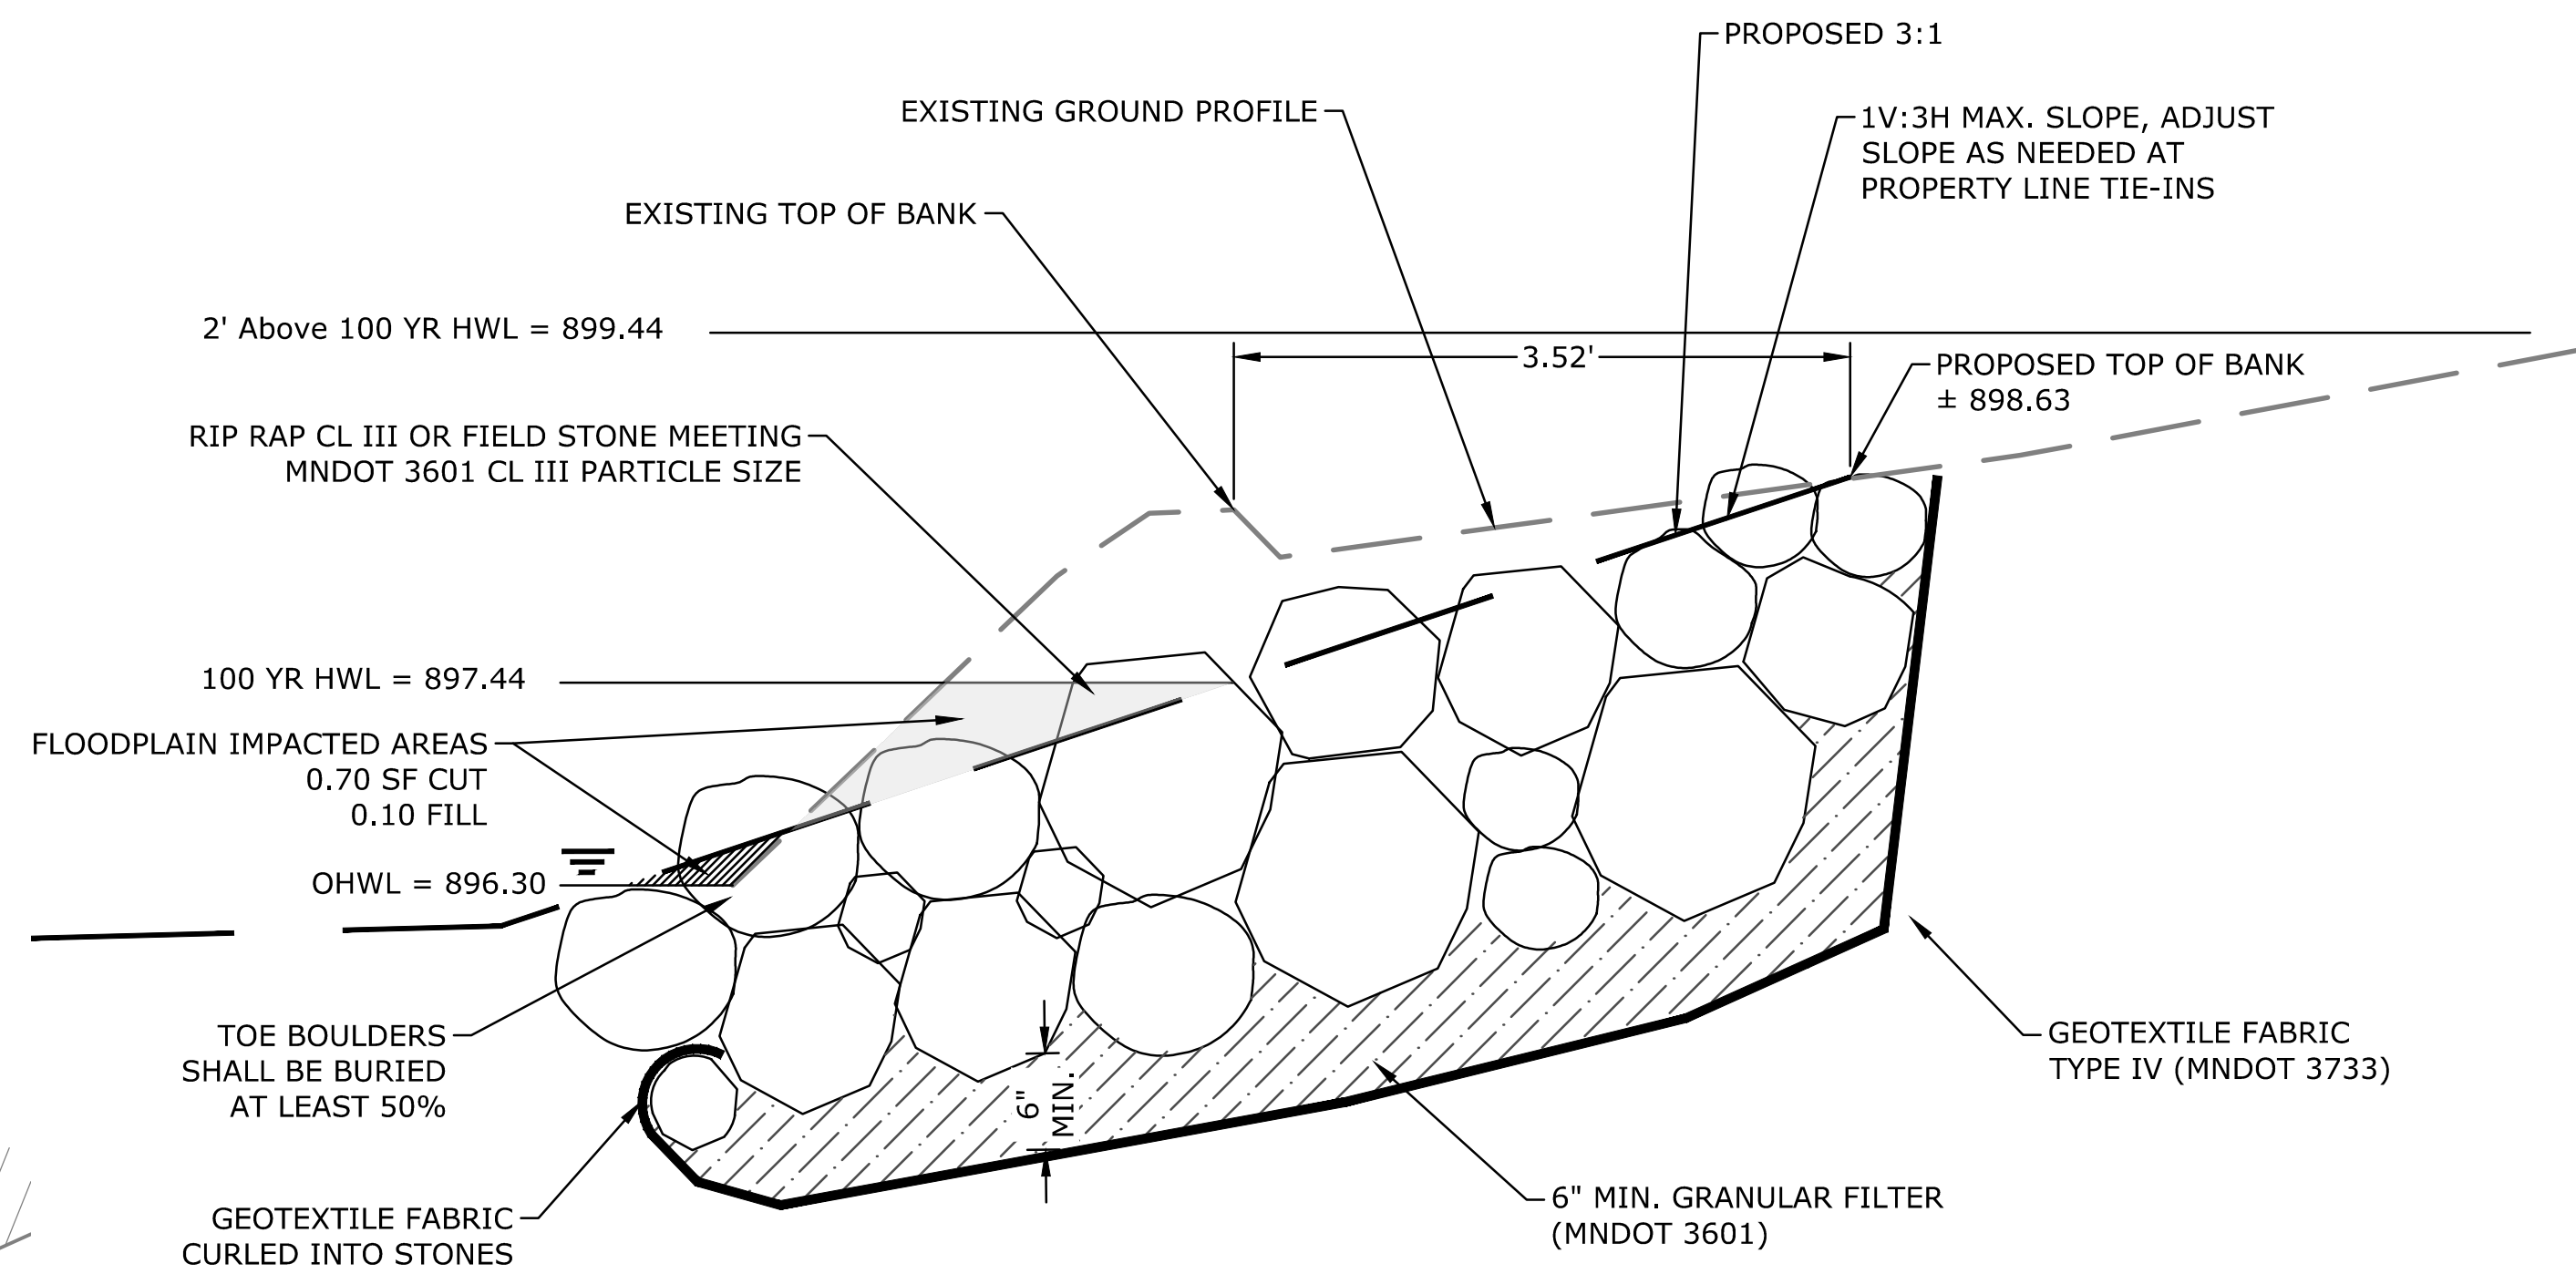 PROPOSED 3:1
EXISTING GROUND PROFILE
1V:3H MAX. SLOPE, ADJUST
SLOPE AS NEEDED AT
PROPERTY LINE TIE-INS
EXISTING TOP OF BANK
2' Above 100 YR HWL = 899.44
3.52'
PROPOSED TOP OF BANK
± 898.63
RIP RAP CL III OR FIELD STONE MEETING
MNDOT 3601 CL III PARTICLE SIZE
100 YR HWL = 897.44
FLOODPLAIN IMPACTED AREAS
0.70 SF CUT
0.10 FILL
OHWL = 896.30
TOE BOULDERS
SHALL BE BURIED
AT LEAST 50%
6"
MIN.
GEOTEXTILE FABRIC
TYPE IV (MNDOT 3733)
6" MIN. GRANULAR FILTER
(MNDOT 3601)
GEOTEXTILE FABRIC
CURLED INTO STONES